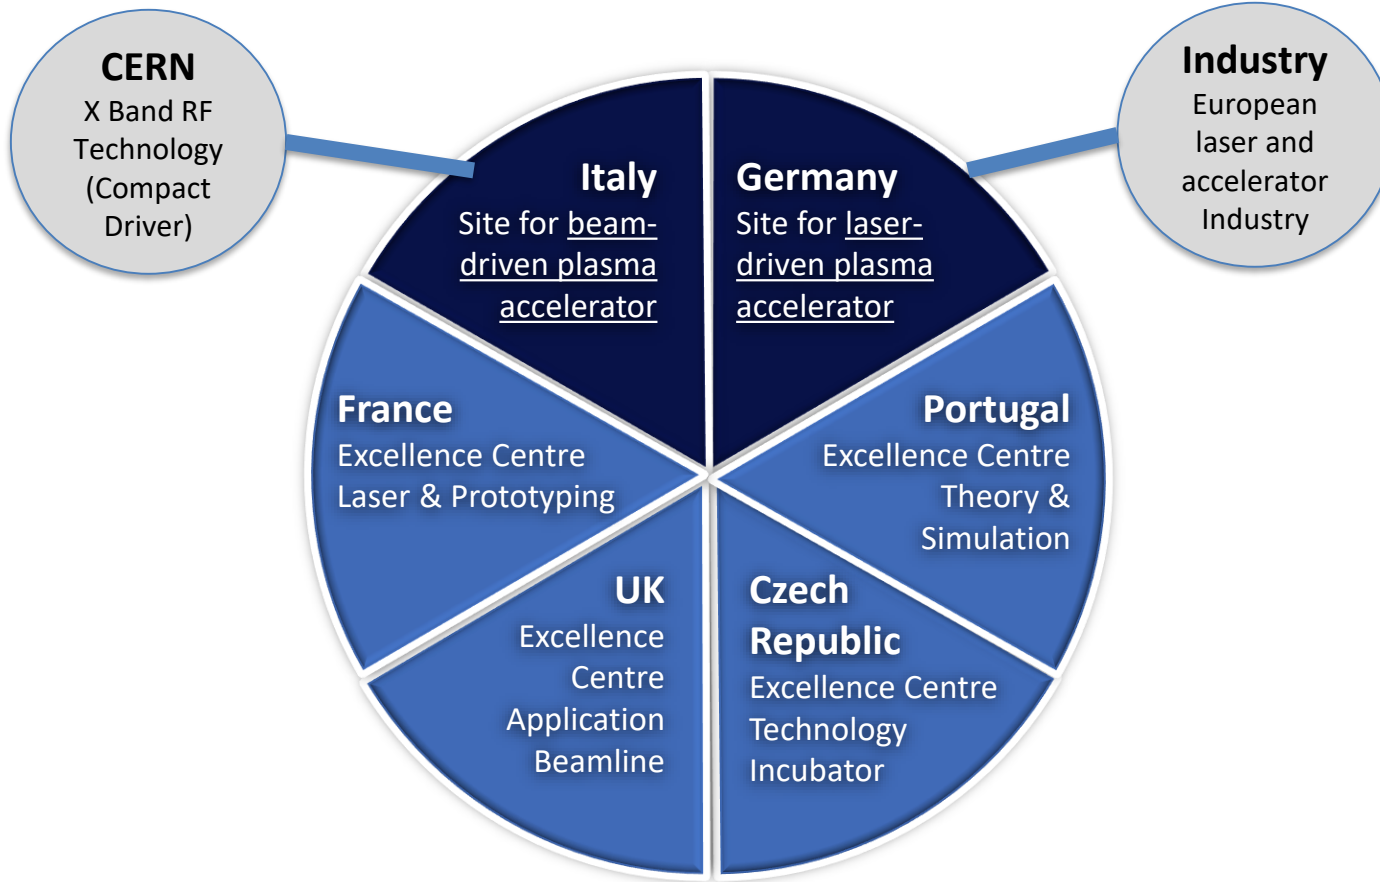 CERN
X Band RF
Technology
(Compact
Driver)
Industry
European
laser and
accelerator
Industry
Italy
Site for beam-
driven plasma
accelerator
Germany
Site for laser-
driven plasma
accelerator
France
Excellence Centre
Laser & Prototyping
Portugal
Excellence Centre
Theory &
Simulation
UK
Excellence
Centre
Application
Beamline
Czech
Republic
Excellence Centre
Technology
Incubator